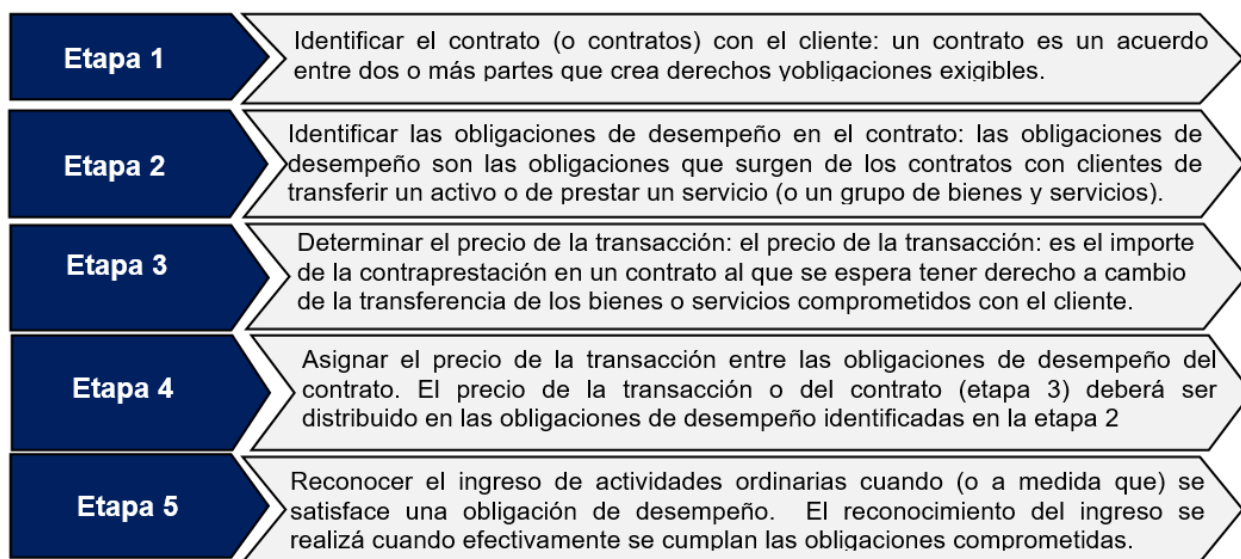 Etapa 1
Identificar el contrato (o contratos) con el cliente: un contrato es un acuerdo
entre dos o más partes que crea derechos yobligaciones exigibles.
Etapa 2
Identificar las obligaciones de desempeño en el contrato: las obligaciones de
desempeño son las obligaciones que surgen de los contratos con clientes de
transferir un activo o de prestar un servicio (o un grupo de bienes y servicios).
Etapa 3
Determinar el precio de la transacción: el precio de la transacción: es el importe
de la contraprestación en un contrato al que se espera tener derecho a cambio
de la transferencia de los bienes o servicios comprometidos con el cliente.
Etapa 4
Asignar el precio de la transacción entre las obligaciones de desempeño del
contrato. El precio de la transacción o del contrato (etapa 3) deberá ser
distribuido en las obligaciones de desempeño identificadas en la etapa 2
Etapa 5
Reconocer el ingreso de actividades ordinarias cuando (o a medida que) se
satisface una obligación de desempeño. El reconocimiento del ingreso se
realizá cuando efectivamente se cumplan las obligaciones comprometidas.